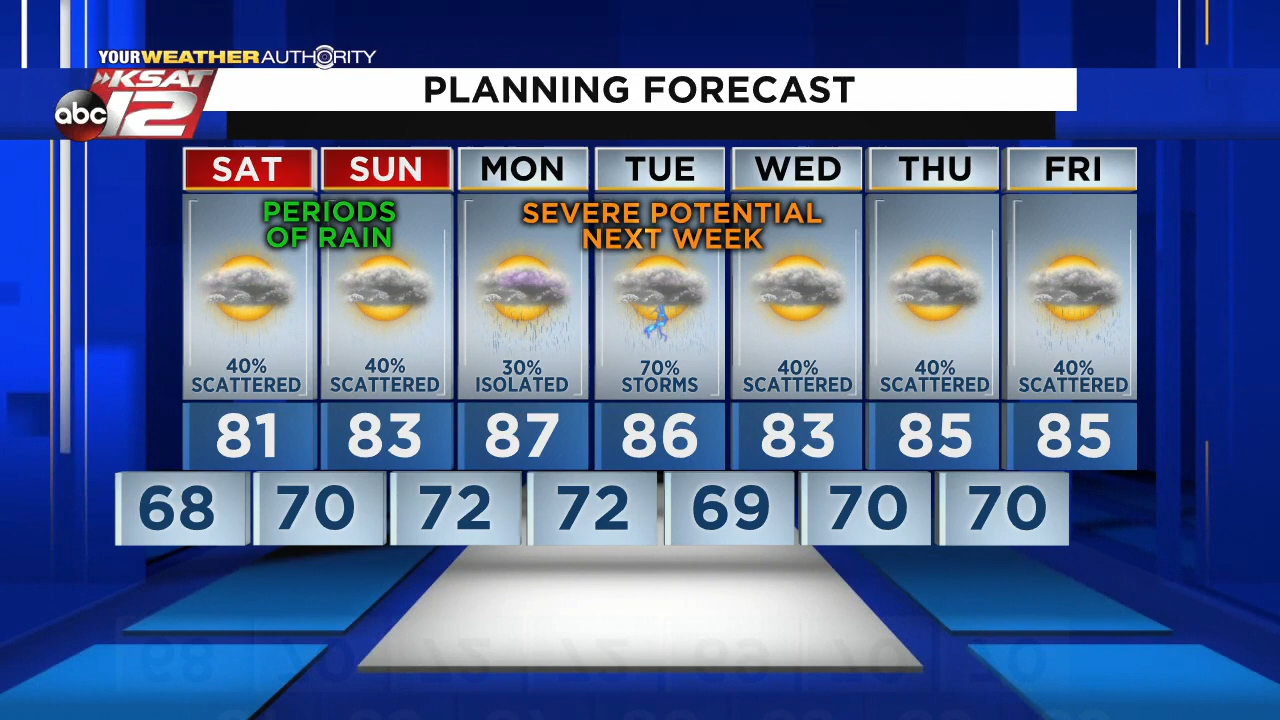 YOURWEATHERAUTHORITY
KSAT
abc 12
PLANNING FORECAST
SAT SUN MON TUE WED THU FRI
PERIODS
OF RAIN
SEVERE POTENTIAL
NEXT WEEK
40% 40% 30% 70% 40% 40% 40%
SCATTERED SCATTERED ISOLATED STORMS SCATTERED SCATTERED SCATTERED
81 83 87 86 83 85 85
68 70 72 72 69 70 70